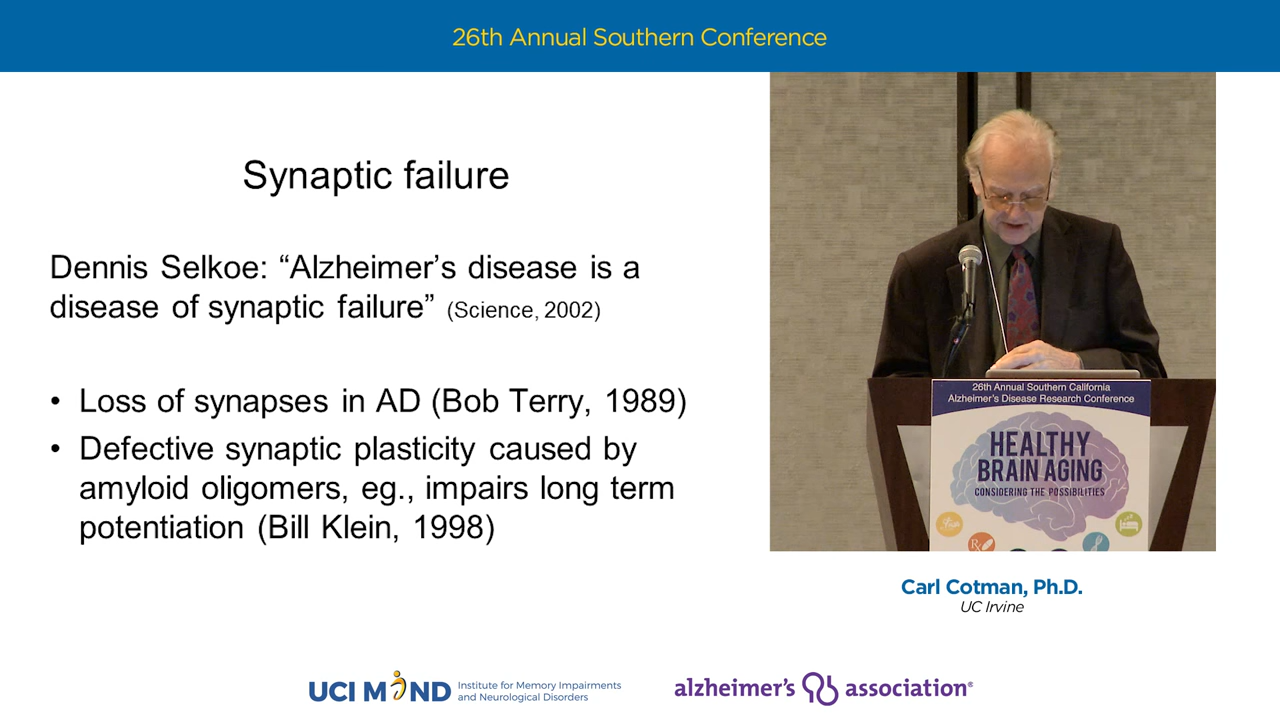 26th Annual Southern Conference
Synaptic failure
Dennis Selkoe: “Alzheimer’s disease is a
disease of synaptic failure” (Science, 2002)
• Loss of synapses in AD (Bob Terry, 1989)
• Defective synaptic plasticity caused by
amyloid oligomers, eg., impairs long term
potentiation (Bill Klein, 1998)
26th Annual Southern California
Alzheimer’s Disease Research Conference
HEALTHY
BRAIN AGING
CONSIDERING THE POSSIBILITIES
Rx
Carl Cotman, Ph.D.
UC Irvine
UCI MIND
Institute for Memory Impairments
and Neurological Disorders
alzheimer’s association®